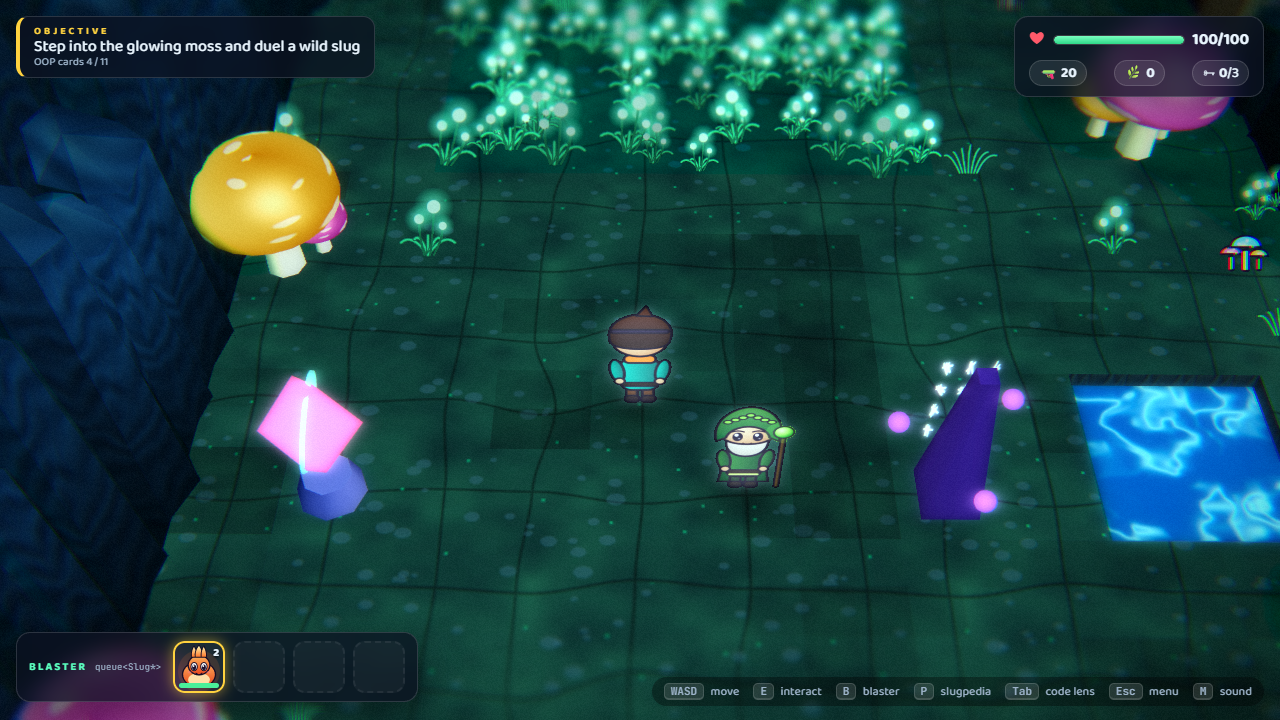 OBJECTIVE
Step into the glowing moss and duel a wild slug
OOP cards 4 / 11
100/100
20
0
0/3
BLASTER queue<Slug*> 2
WASD move E interact B blaster P slugpedia Tab code lens Esc menu M sound